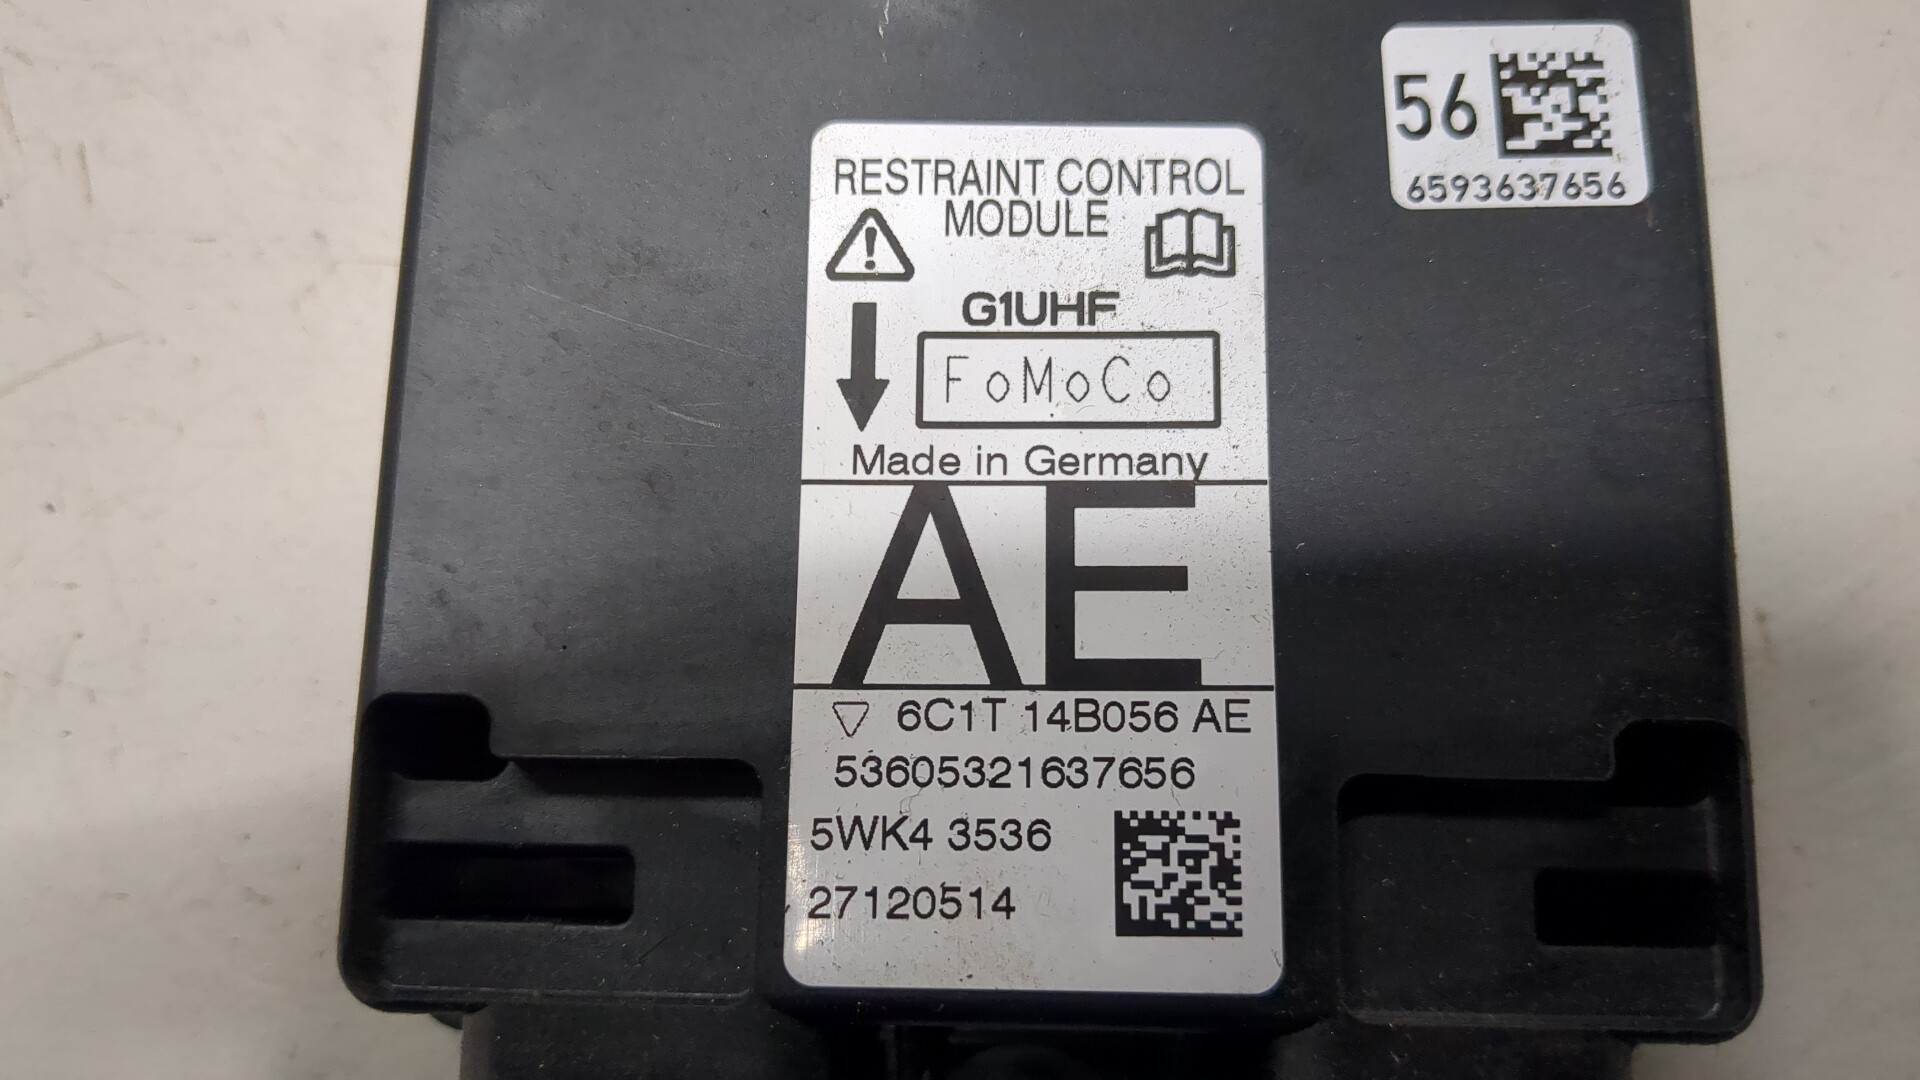 56
6593637656
RESTRAINT CONTROL
MODULE
G1UHF
FoMoCo
Made in Germany
AE
6C1T 14B056 AE
53605321637656
5WK4 3536
27120514